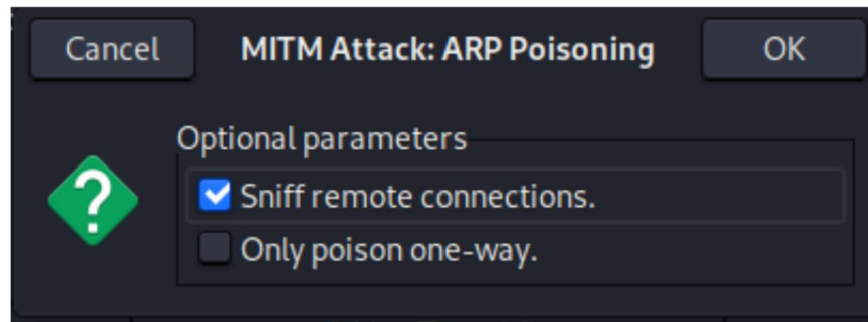 Cancel MITM Attack: ARP Poisoning OK
Optional parameters
Sniff remote connections.
Only poison one-way.